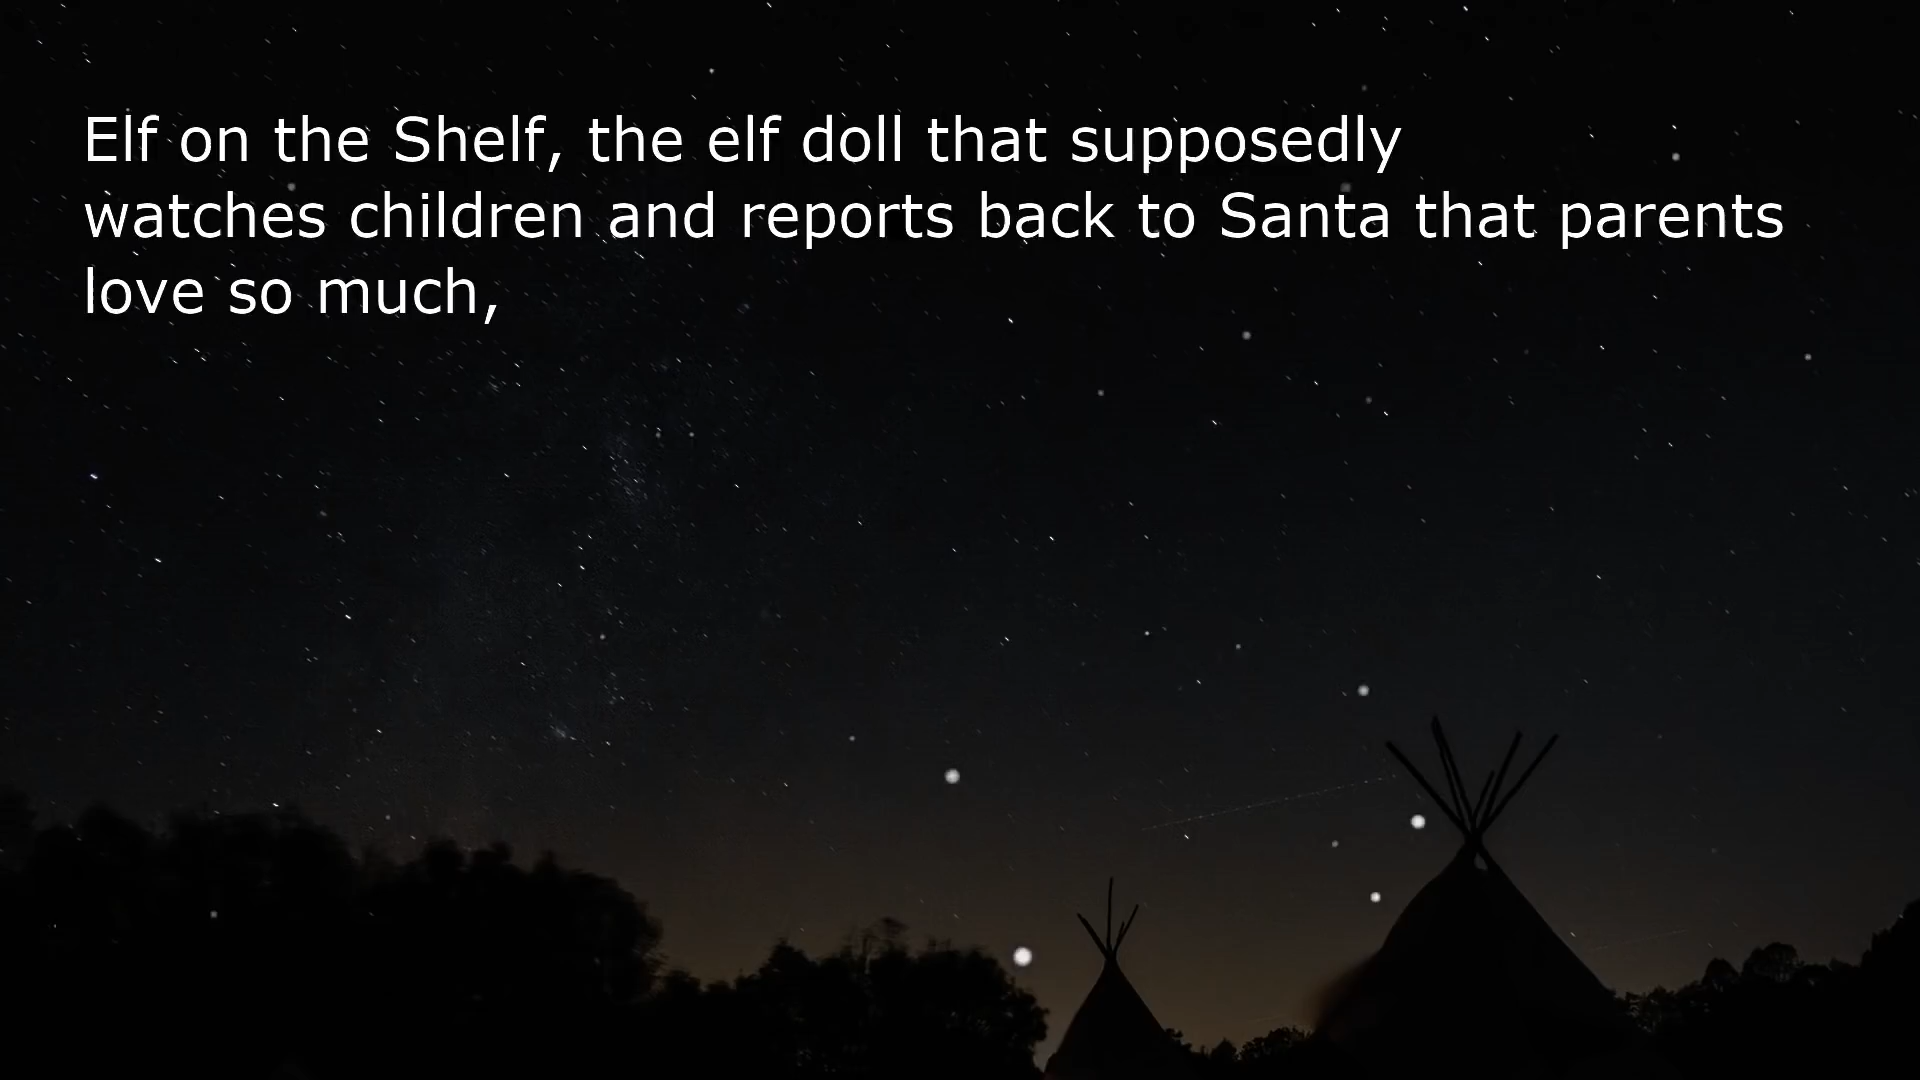 Elf on the Shelf, the elf doll that supposedly
watches children and reports back to Santa that parents
love so much,